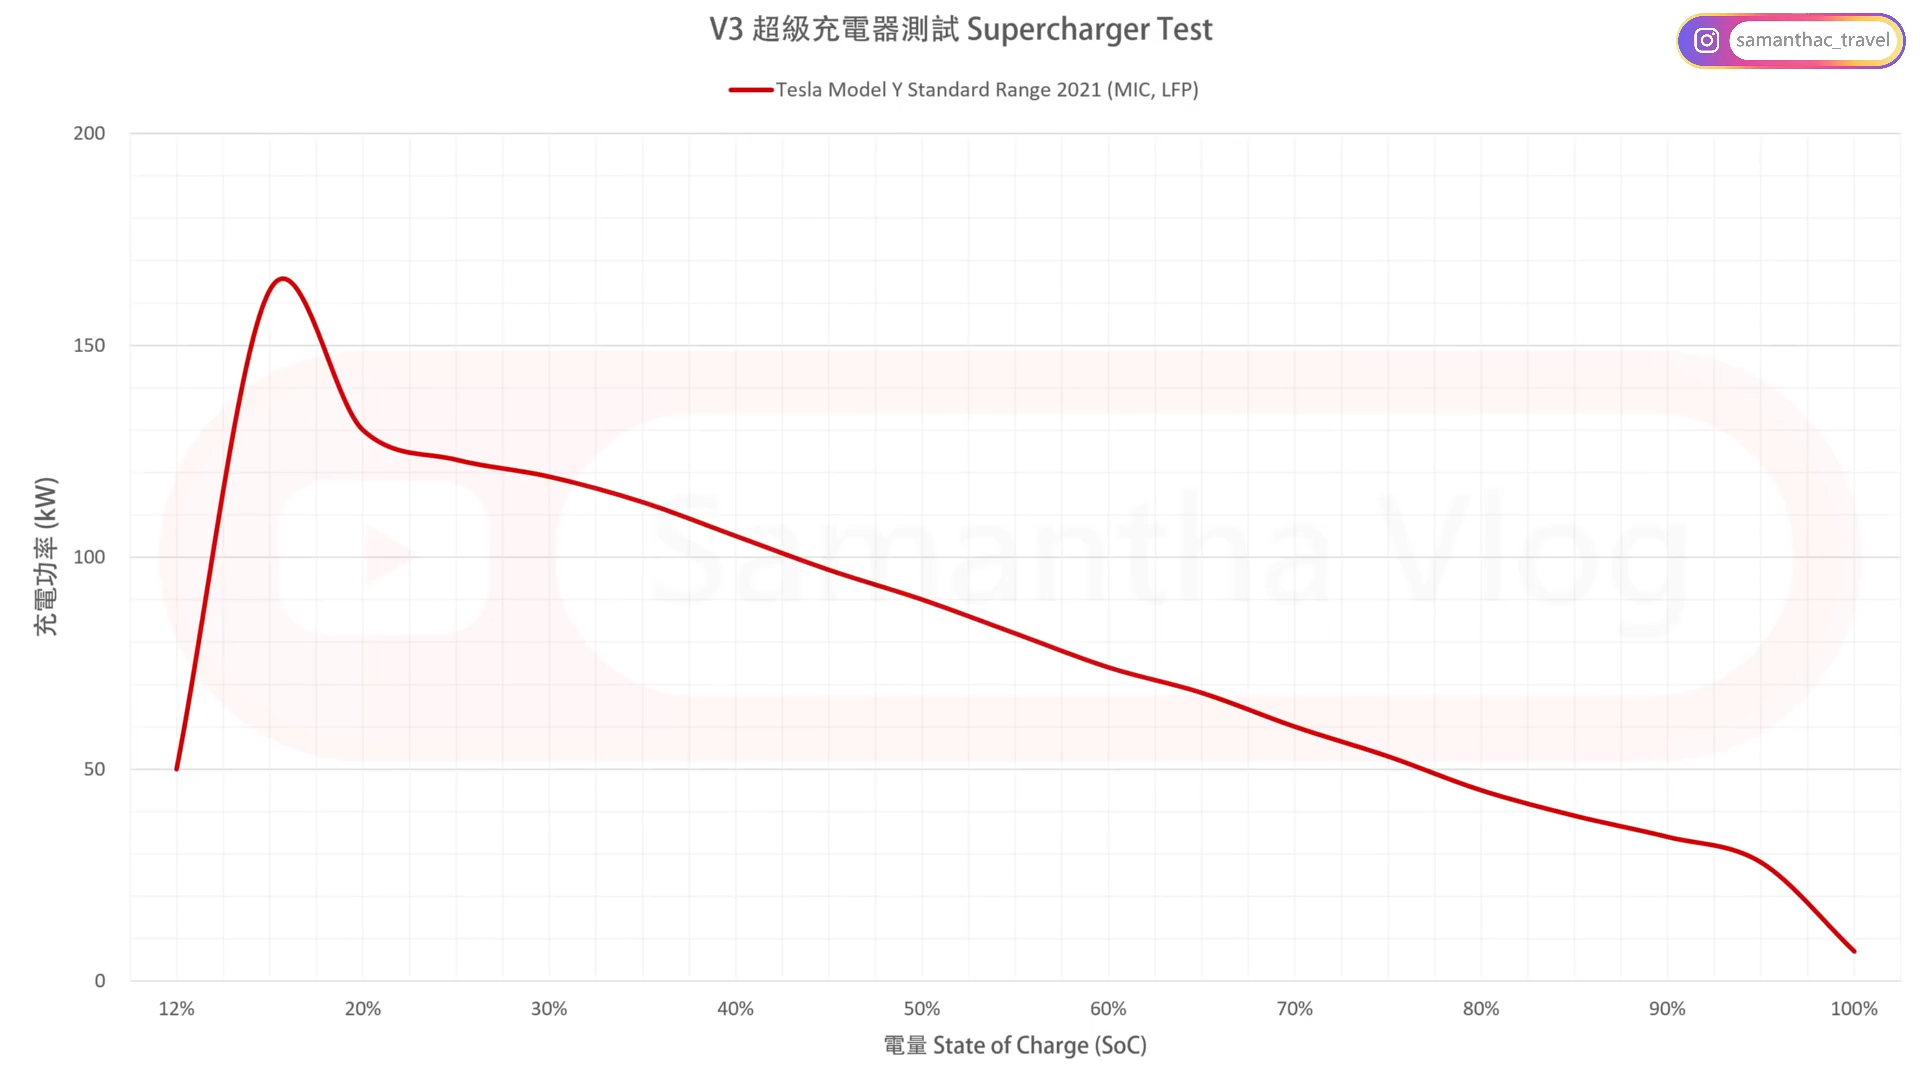 V3 超級充電器測試 Supercharger Test
samanthac_travel
Tesla Model Y Standard Range 2021 (MIC, LFP)
200
150
100
50
0
充電功率 (kW)
Samantha Vlog
12% 20% 30% 40% 50% 60% 70% 80% 90% 100%
電量 State of Charge (SoC)